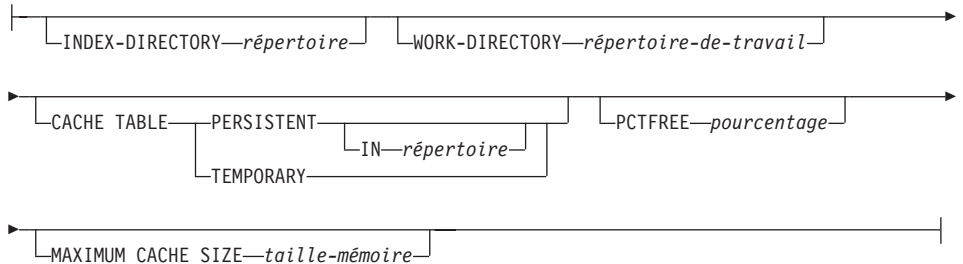 INDEX-DIRECTORY répertoire WORK-DIRECTORY répertoire-de-travail
CACHE TABLE PERSISTENT PCTFREE pourcentage
IN répertoire
TEMPORARY
MAXIMUM CACHE SIZE taille-mémoire